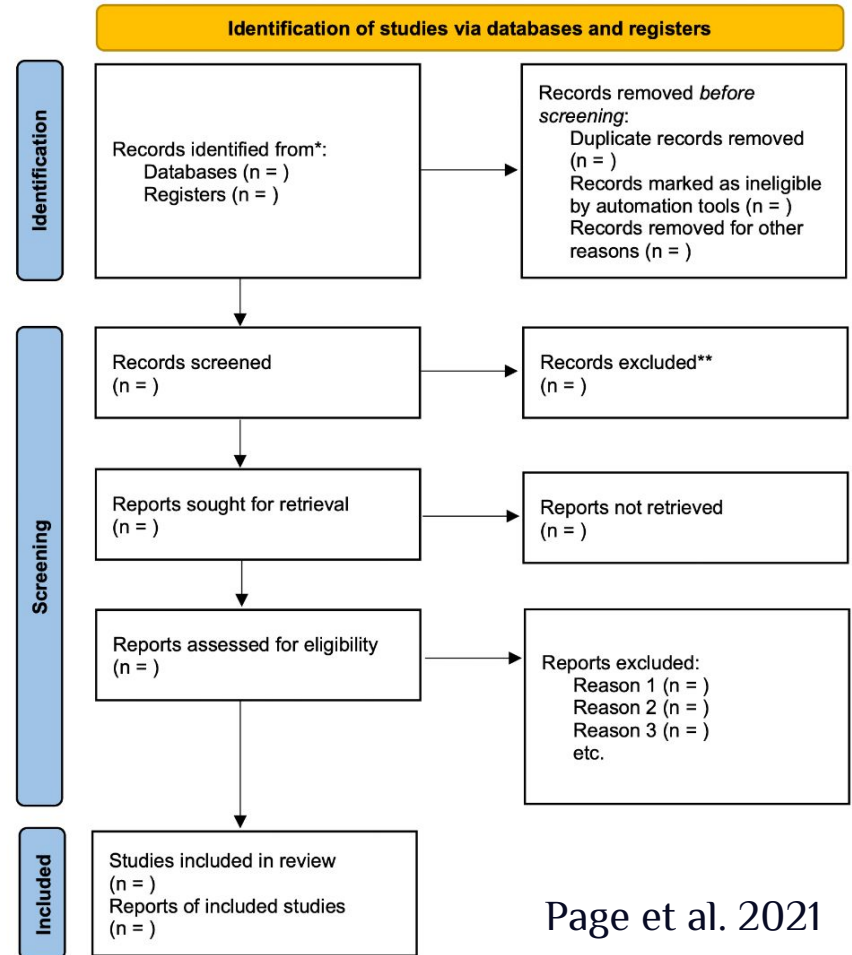 Identification of studies via databases and registers
Identification
Records identified from*:
Databases (n = )
Registers (n = )
Records removed before
screening:
Duplicate records removed
(n = )
Records marked as ineligible
by automation tools (n = )
Records removed for other
reasons (n = )
Screening
Records screened
(n = )
Records excluded**
(n = )
Reports sought for retrieval
(n = )
Reports not retrieved
(n = )
Reports assessed for eligibility
(n = )
Reports excluded:
Reason 1 (n = )
Reason 2 (n = )
Reason 3 (n = )
etc.
Included
Studies included in review
(n = )
Reports of included studies
(n = )
Page et al. 2021